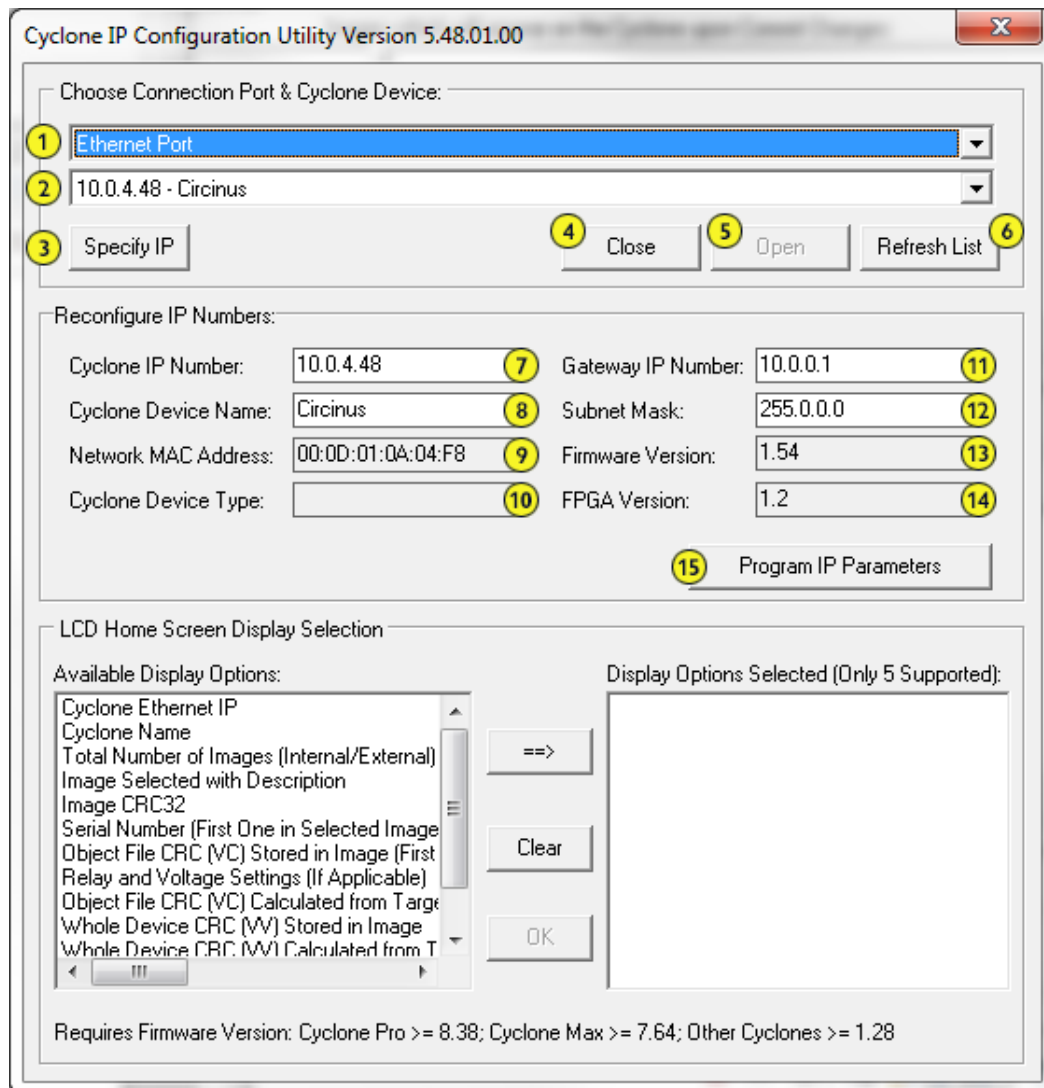 Cyclone IP Configuration Utility Version 5.48.01.00
Choose Connection Port & Cyclone Device:
1 Ethernet Port
2 10.0.4.48 - Circinus
3 Specify IP 4 Close 5 Open Refresh List 6
Reconfigure IP Numbers:
Cyclone IP Number: 10.0.4.48 7 Gateway IP Number: 10.0.0.1 11
Cyclone Device Name: Circinus 8 Subnet Mask: 255.0.0.0 12
Network MAC Address: 00:0D:01:0A:04:F8 9 Firmware Version: 1.54 13
Cyclone Device Type: 10 FPGA Version: 1.2 14
15 Program IP Parameters
LCD Home Screen Display Selection
Available Display Options: Display Options Selected (Only 5 Supported):
Cyclone Ethernet IP
Cyclone Name
Total Number of Images (Internal/External)
==>
Image Selected with Description
Image CRC32
Serial Number (First One in Selected Image
Object File CRC (VC) Stored in Image (First
Clear
Relay and Voltage Settings (If Applicable)
Object File CRC (VC) Calculated from Targe
Whole Device CRC (VV) Stored in Image
OK
Whole Device CRC (VV) Calculated from T
Requires Firmware Version: Cyclone Pro >= 8.38; Cyclone Max >= 7.64; Other Cyclones >= 1.28